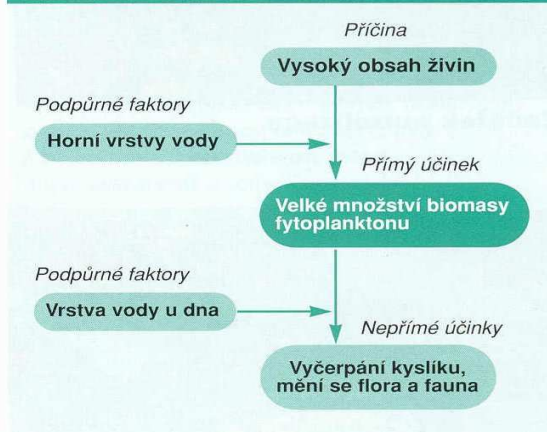 Příčina
Vysoký obsah živin
Podpůrné faktory
Horní vrstvy vody
Přímý účinek
Velké množství biomasy
fytoplanktonu
Podpůrné faktory
Vrstva vody u dna
Nepřímé účinky
Vyčerpání kyslíku,
mění se flora a fauna